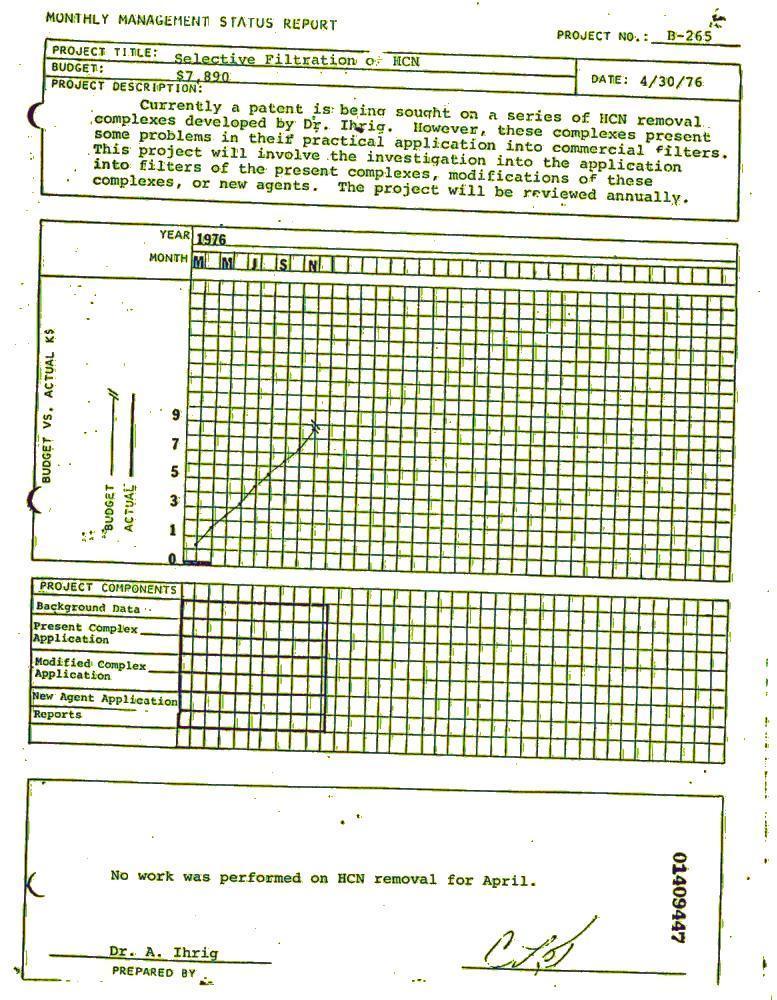 MONTHLY MANAGEMENT STATUS REPORT
PROJECT NO.: B-265
PROJECT TITLE: Selective Filtration of HCN
BUDGET: $7,890
DATE: 4/30/76
PROJECT DESCRIPTION:
Currently a patent is being sought on a series of HCN removal
complexes developed by Dr. Ihrig. However, these complexes present
some problems in their practical application into commercial filters.
This project will involve the investigation into the application
into filters of the present complexes, modifications of these
complexes, or new agents. The project will be reviewed annually.
YEAR 1976
MONTH M M J S N
BUDGET VS. ACTUAL K$
BUDGET
ACTUAL
9
7
5
3
1
0
PROJECT COMPONENTS
Background Data
Present Complex
Application
Modified Complex
Application
New Agent Application
Reports
No work was performed on HCN removal for April.
01409447
Dr. A. Ihrig
PREPARED BY